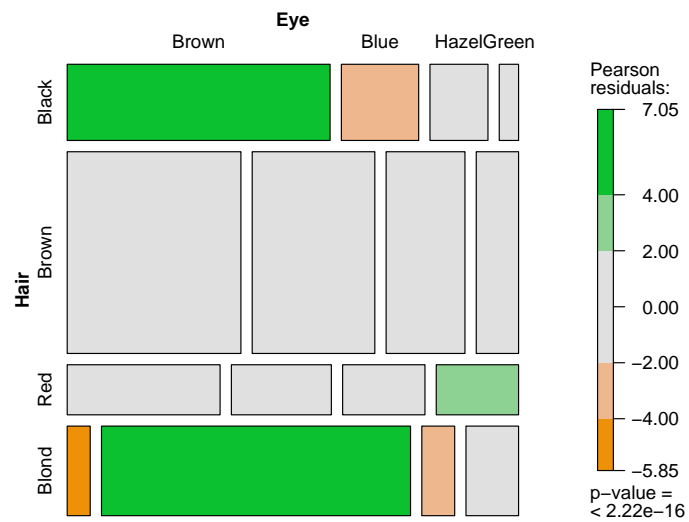 Eye
Brown Blue HazelGreen
Hair
Black
Brown
Red
Blond
Pearson
residuals:
7.05
4.00
2.00
0.00
−2.00
−4.00
−5.85
p−value =
< 2.22e−16